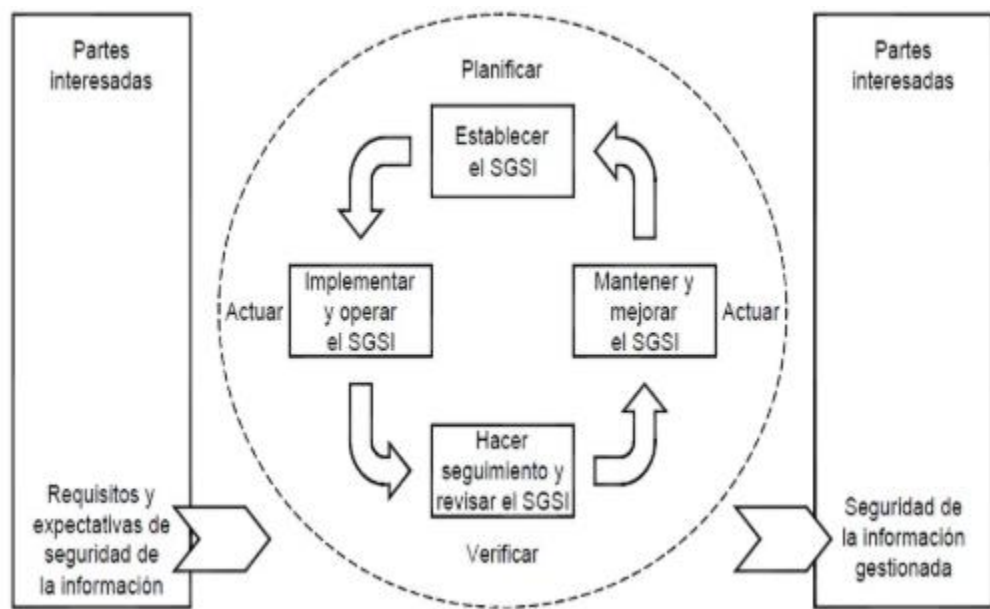 Partes
interesadas
Requisitos y
expectativas de
seguridad de
la información
Planificar
Establecer
el SGSI
Actuar
Implementar
y operar
el SGSI
Mantener y
mejorar
el SGSI
Actuar
Hacer
seguimiento y
revisar el SGSI
Verificar
Partes
interesadas
Seguridad de
la información
gestionada